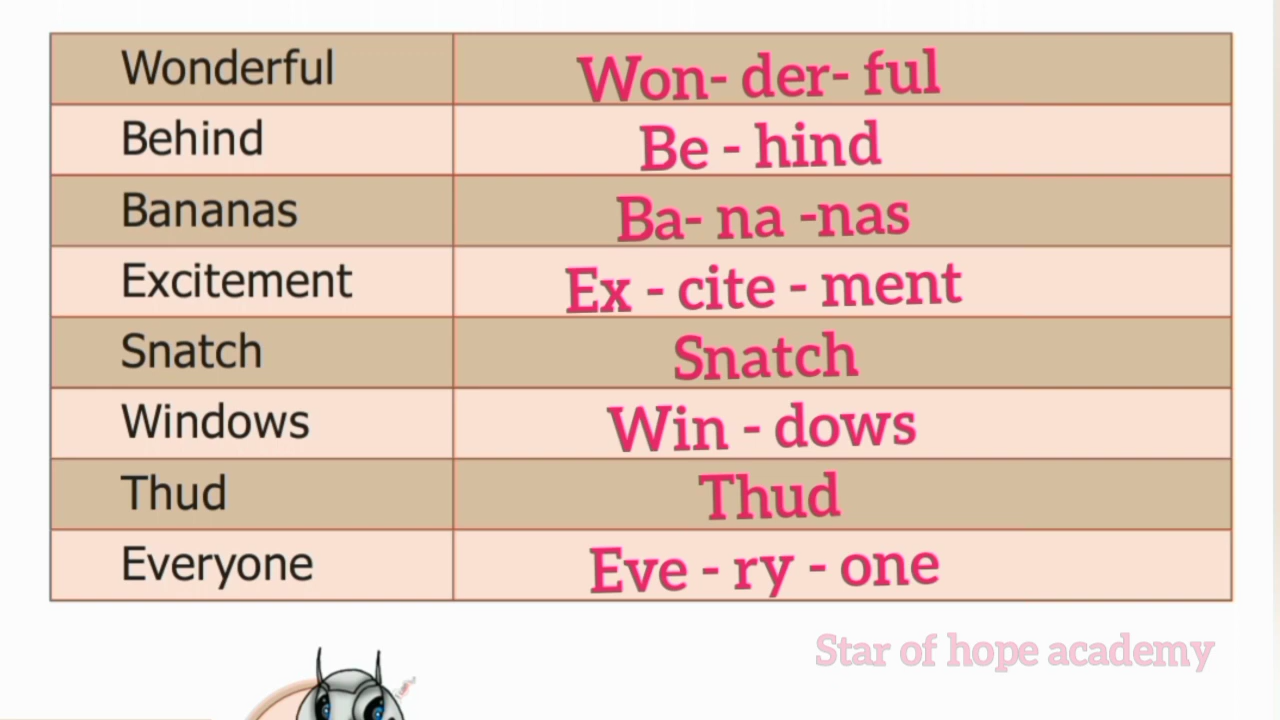 Wonderful Won- der- ful
Behind Be - hind
Bananas Ba- na -nas
Excitement Ex - cite - ment
Snatch Snatch
Windows Win - dows
Thud Thud
Everyone Eve - ry - one
Star of hope academy